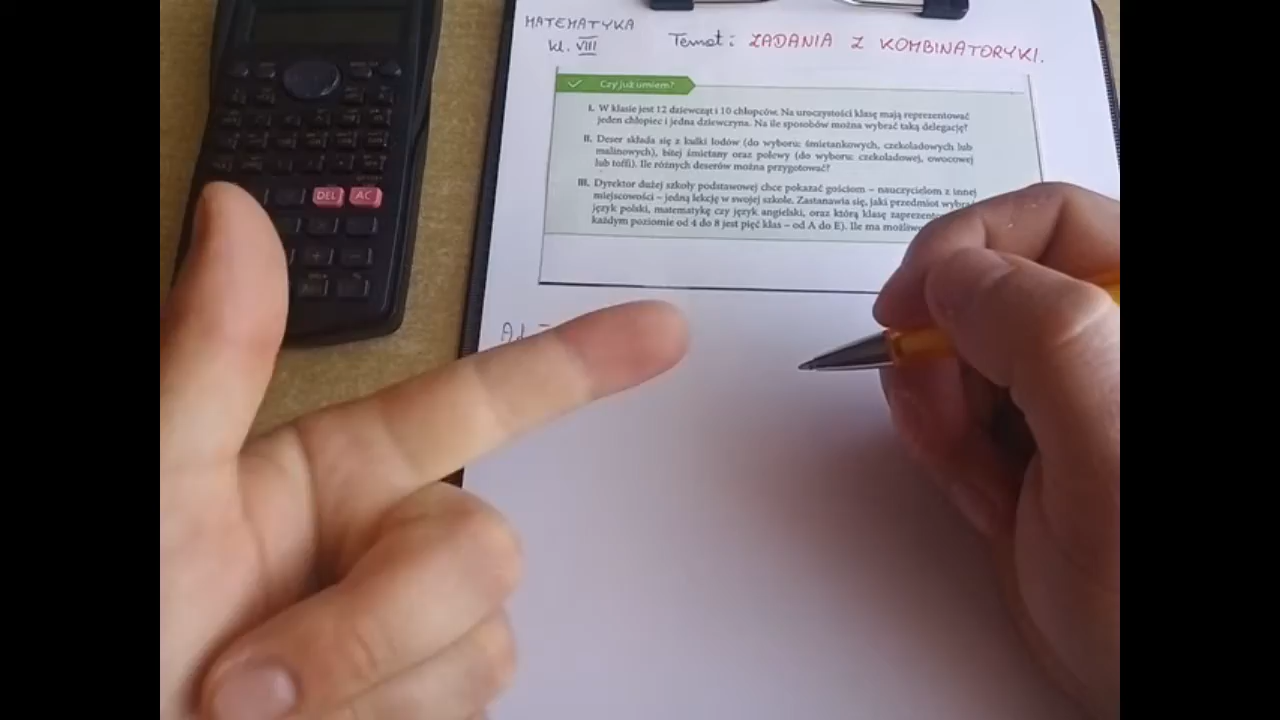 MATEMATYKA
kl. VIII
Temat: ZADANIA Z KOMBINATORYKI.
Czy już umiem?
I. W klasie jest 12 dziewcząt i 10 chłopców. Na uroczystości klasę mają reprezentować
jeden chłopiec i jedna dziewczyna. Na ile sposobów można wybrać taką delegację?
II. Deser składa się z kulki lodów (do wyboru: śmietankowych, czekoladowych lub
malinowych), bitej śmietany oraz polewy (do wyboru: czekoladowej, owocowej
lub toffi). Ile różnych deserów można przygotować?
III. Dyrektor dużej szkoły podstawowej chce pokazać gościom – nauczycielom z innej
miejscowości – jedną lekcję w swojej szkole. Zastanawia się, jaki przedmiot wybrać
język polski, matematykę czy język angielski, oraz którą klasę
każdym poziomie od 4 do 8 jest pięć klas – od A do E). Ile ma
Ad
DEL AC